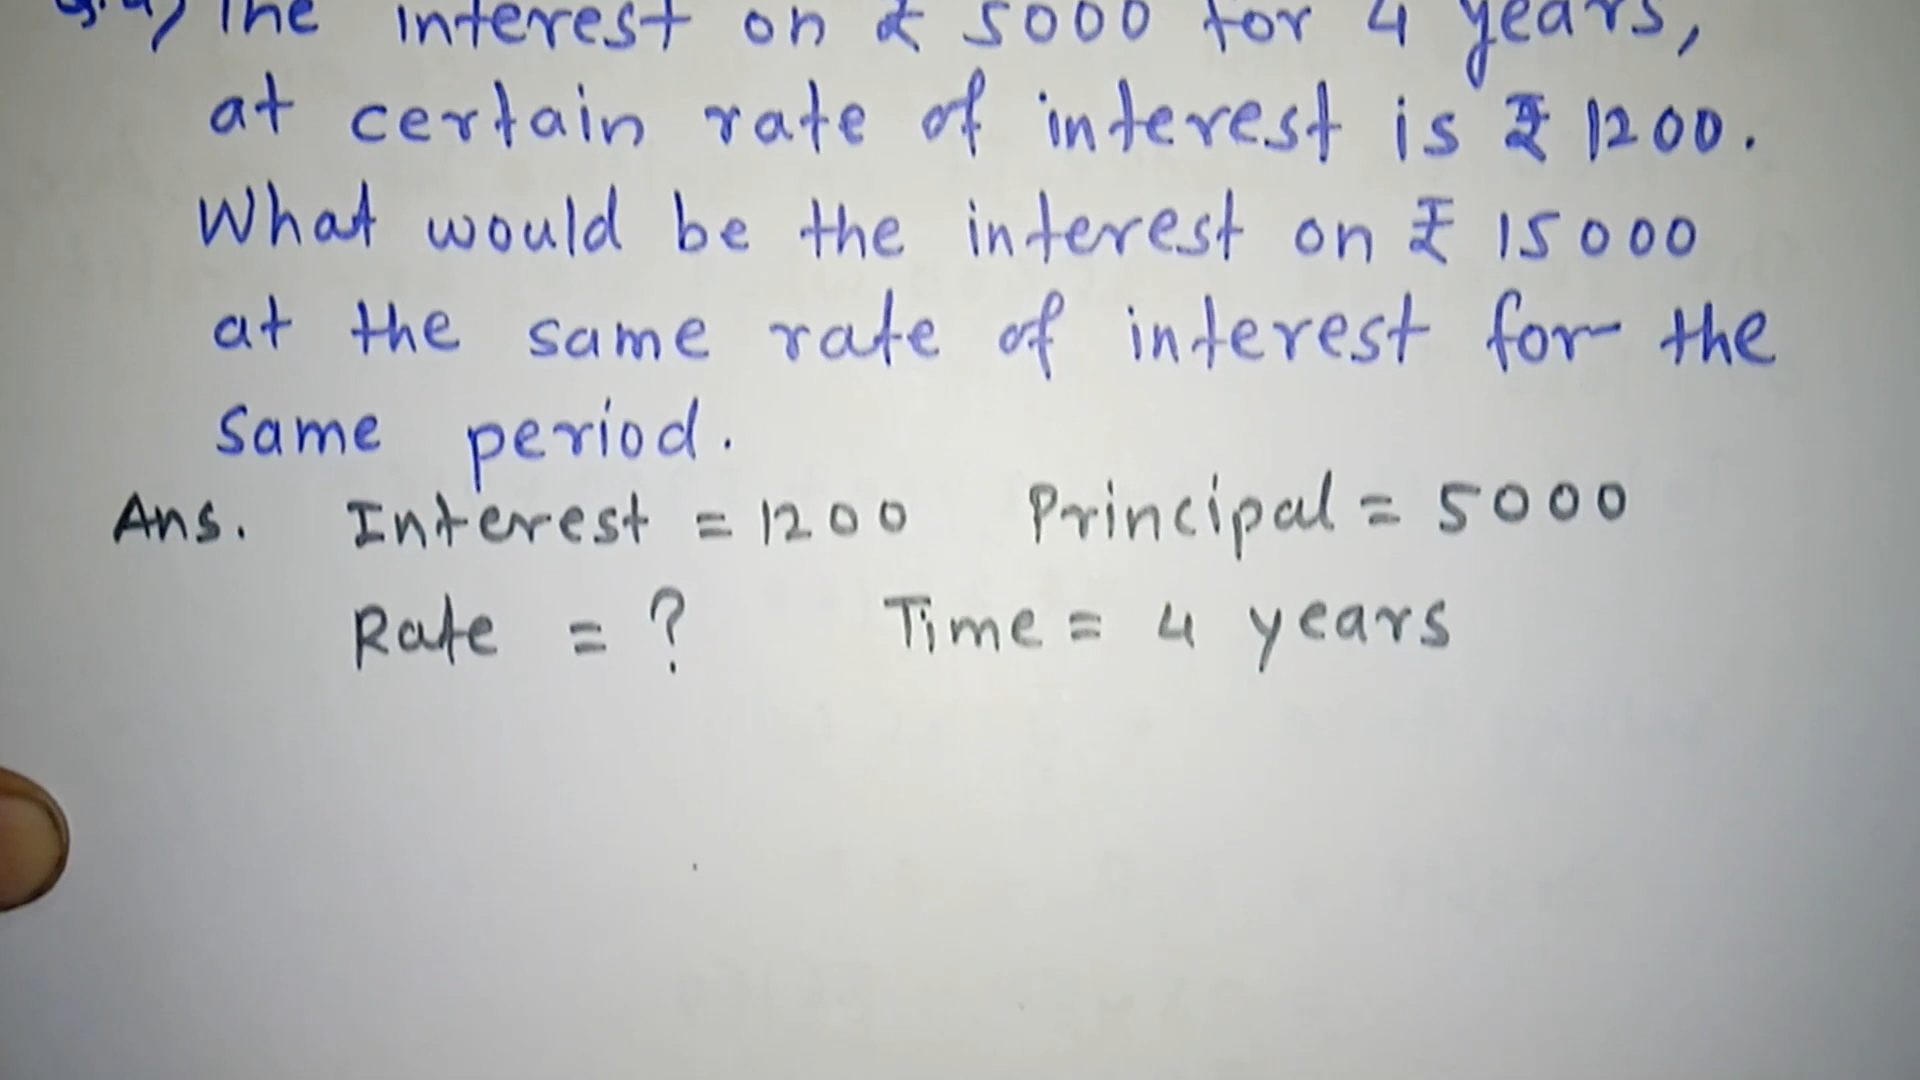 The interest on ₹ 5000 for 4 years,
at certain rate of interest is ₹ 1200.
What would be the interest on ₹ 15000
at the same rate of interest for the
same period.
Ans. Interest = 1200 Principal = 5000
Rate = ? Time = 4 years